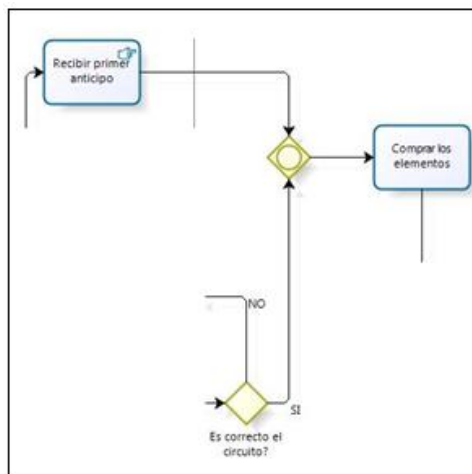 Recibir primer
anticipo
Comprar los
elementos
NO
SI
Es correcto el
circuito?